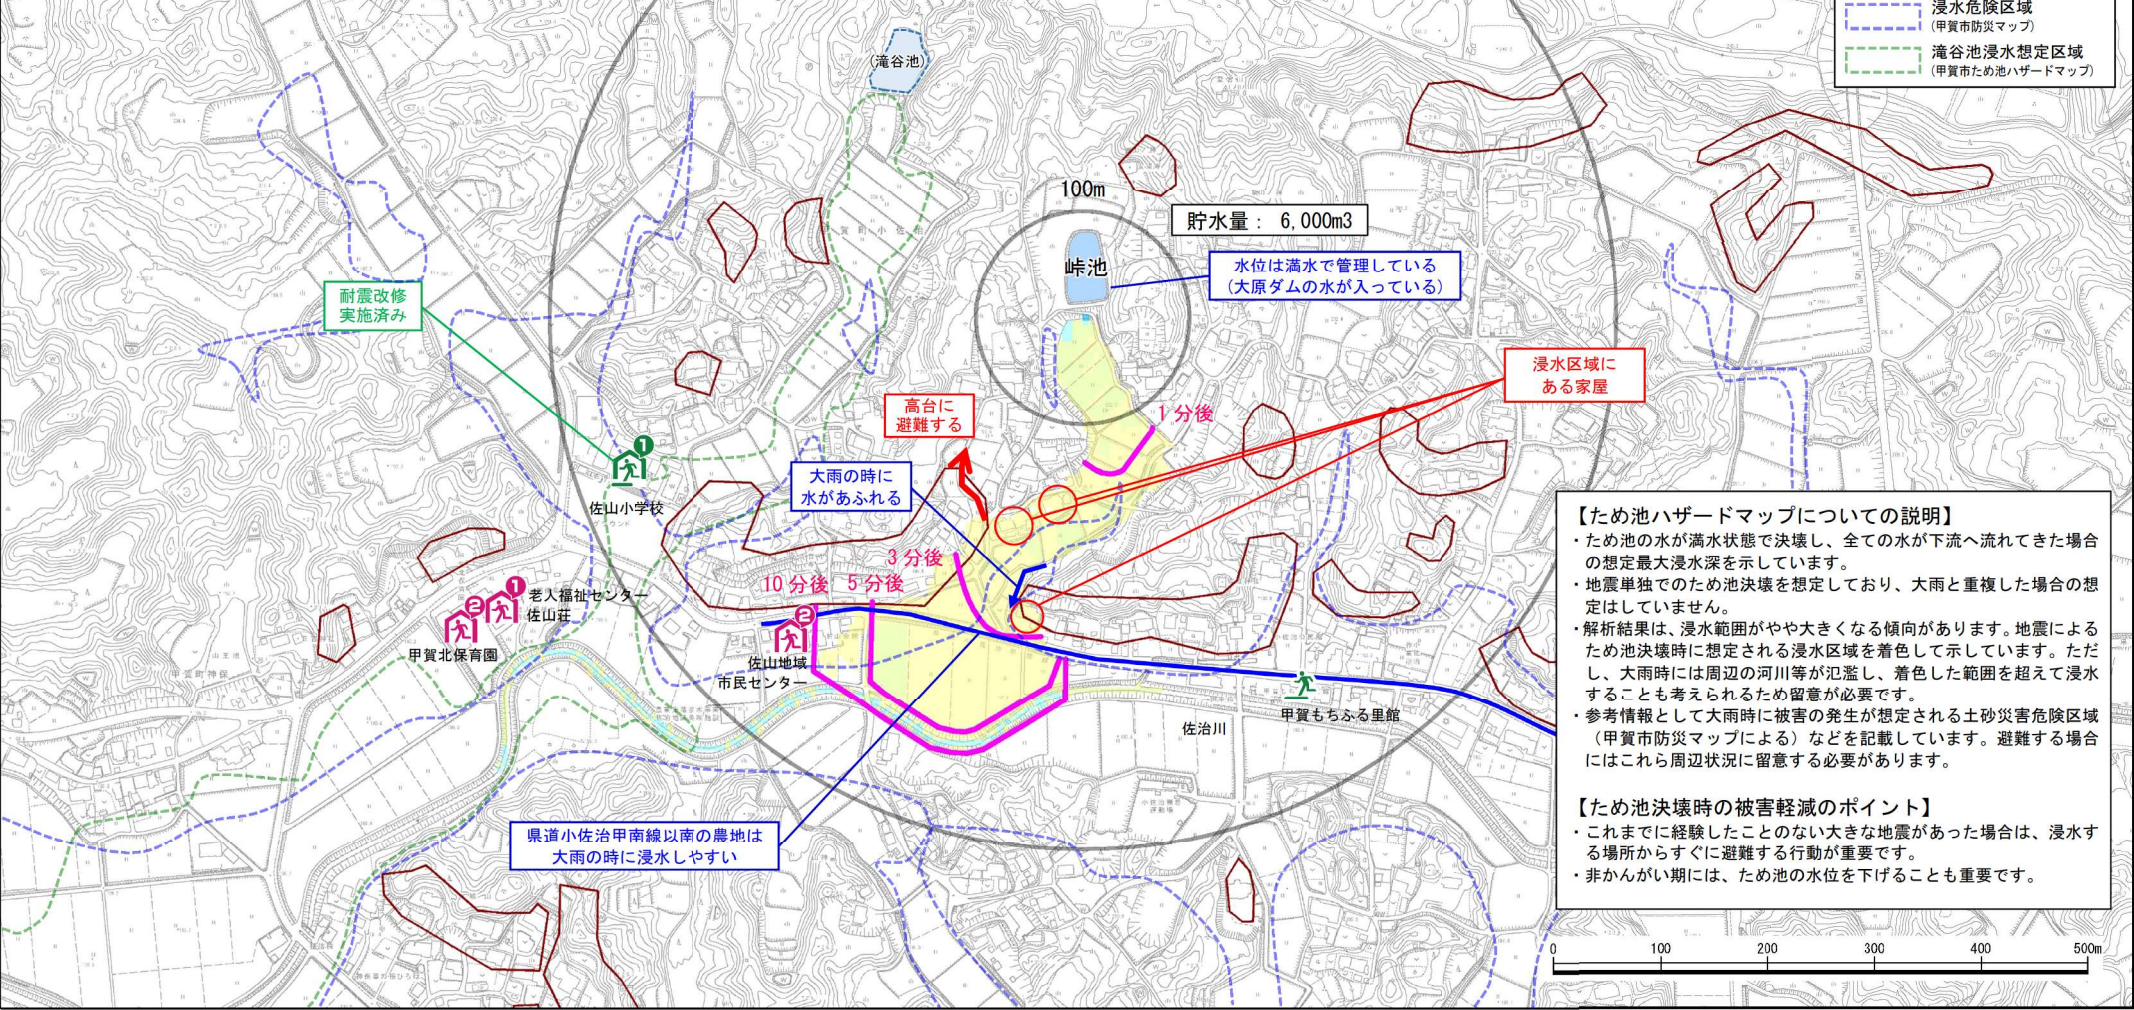 浸水危険区域
(甲賀市防災マップ)
滝谷池浸水想定区域
(甲賀市ため池ハザードマップ)
(滝谷池)
100m
貯水量： 6,000m3
峠池
水位は満水で管理している
(大原ダムの水が入っている)
耐震改修
実施済み
浸水区域に
ある家屋
高台に
避難する
1分後
大雨の時に
水があふれる
1
佐山小学校
3分後
10分後 5分後
1
老人福祉センター
佐山荘
2
甲賀北保育園
2
佐山地域
市民センター
甲賀もちふる里館
佐治川
県道小佐治甲南線以南の農地は
大雨の時に浸水しやすい
【ため池ハザードマップについての説明】
・ため池の水が満水状態で決壊し、全ての水が下流へ流れてきた場合
の想定最大浸水深を示しています。
・地震単独でのため池決壊を想定しており、大雨と重複した場合の想
定はしていません。
・解析結果は、浸水範囲がやや大きくなる傾向があります。地震による
ため池決壊時に想定される浸水区域を着色して示しています。ただ
し、大雨時には周辺の河川等が氾濫し、着色した範囲を超えて浸水
することも考えられるため留意が必要です。
・参考情報として大雨時に被害の発生が想定される土砂災害危険区域
（甲賀市防災マップによる）などを記載しています。避難する場合
にはこれら周辺状況に留意する必要があります。
【ため池決壊時の被害軽減のポイント】
・これまでに経験したことのない大きな地震があった場合は、浸水す
る場所からすぐに避難する行動が重要です。
・非かんがい期には、ため池の水位を下げることも重要です。
0 100 200 300 400 500m